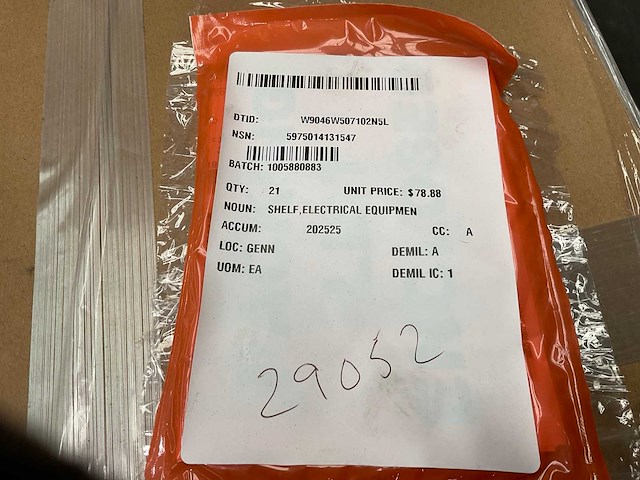 DTID: W9046W507102N5L
NSN: 5975014131547
BATCH: 1005880883
QTY: 21 UNIT PRICE: $78.88
NOUN: SHELF,ELECTRICAL EQUIPMEN
ACCUM: 202525 CC: A
LOC: GENN DEMIL: A
UOM: EA DEMIL IC: 1
29052